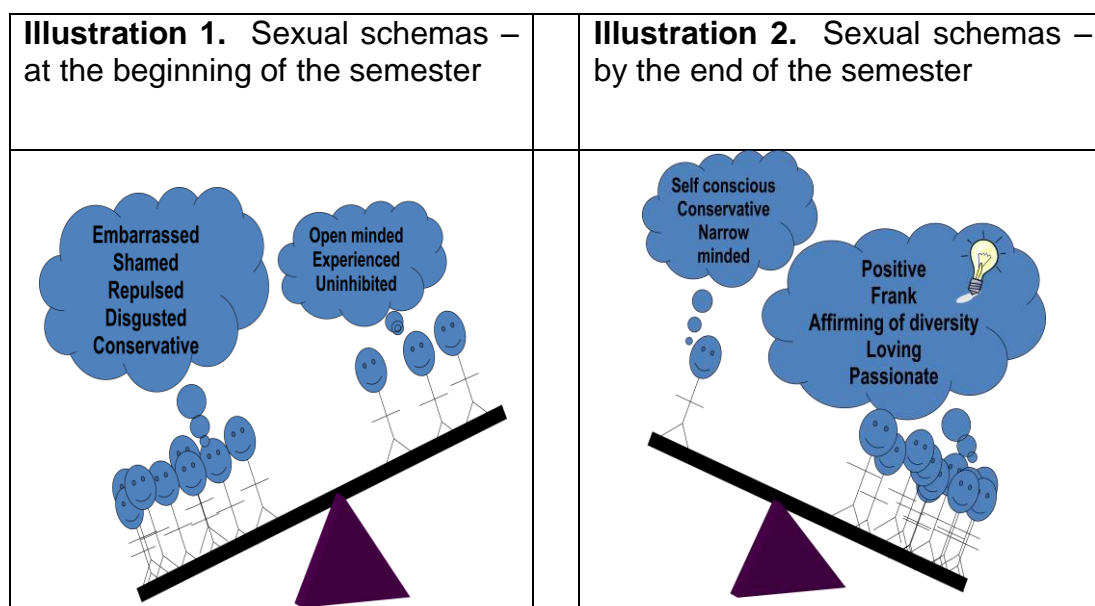 Illustration 1. Sexual schemas –
at the beginning of the semester
Illustration 2. Sexual schemas –
by the end of the semester
Embarrassed
Shamed
Repulsed
Disgusted
Conservative
Open minded
Experienced
Uninhibited
Self conscious
Conservative
Narrow
minded
Positive
Frank
Affirming of diversity
Loving
Passionate